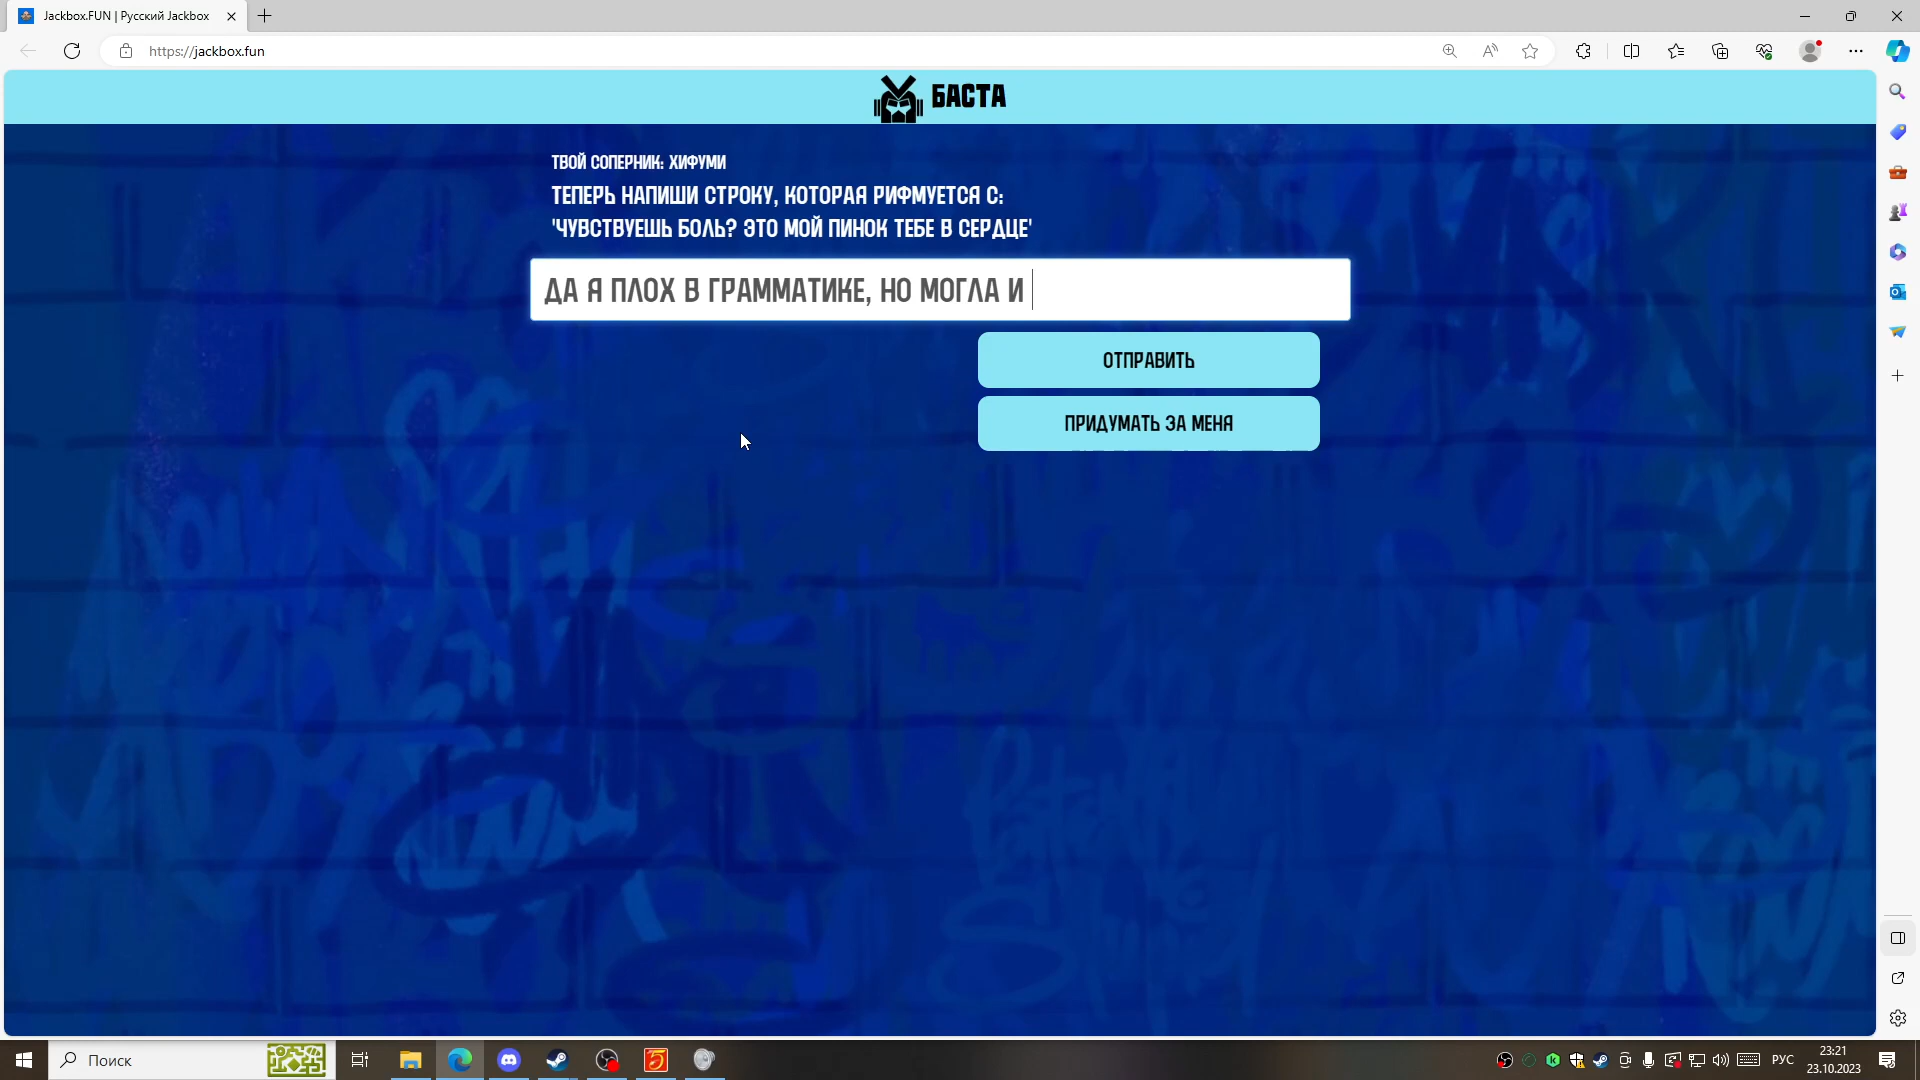 Jackbox.FUN | Русский Jackbox
https://jackbox.fun
БАСТА
ТВОЙ СОПЕРНИК: ХИФУМИ
ТЕПЕРЬ НАПИШИ СТРОКУ, КОТОРАЯ РИФМУЕТСЯ С:
'ЧУВСТВУЕШЬ БОЛЬ? ЭТО МОЙ ПИНОК ТЕБЕ В СЕРДЦЕ'
ДА Я ПЛОХ В ГРАММАТИКЕ, НО МОГЛА И
ОТПРАВИТЬ
ПРИДУМАТЬ ЗА МЕНЯ
Поиск
РУС
23:21
23.10.2023